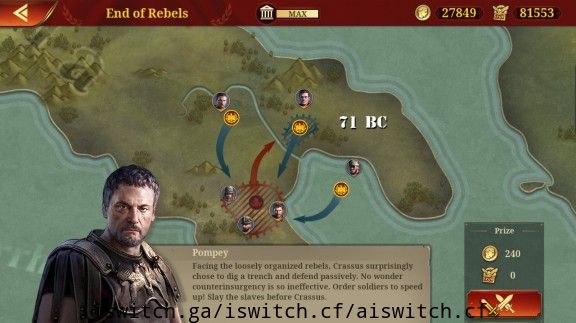 End of Rebels
MAX
27849
81553
71 BC
Pompey
Facing the loosely organized rebels, Crassus surprisingly
chose to dig a trench and defend passively. No wonder
counterinsurgency is so ineffective. Order soldiers to speed
up! Slay the slaves before Crassus.
Prize
240
0
switch.ga/iswitch.cf/aiswitch.cf